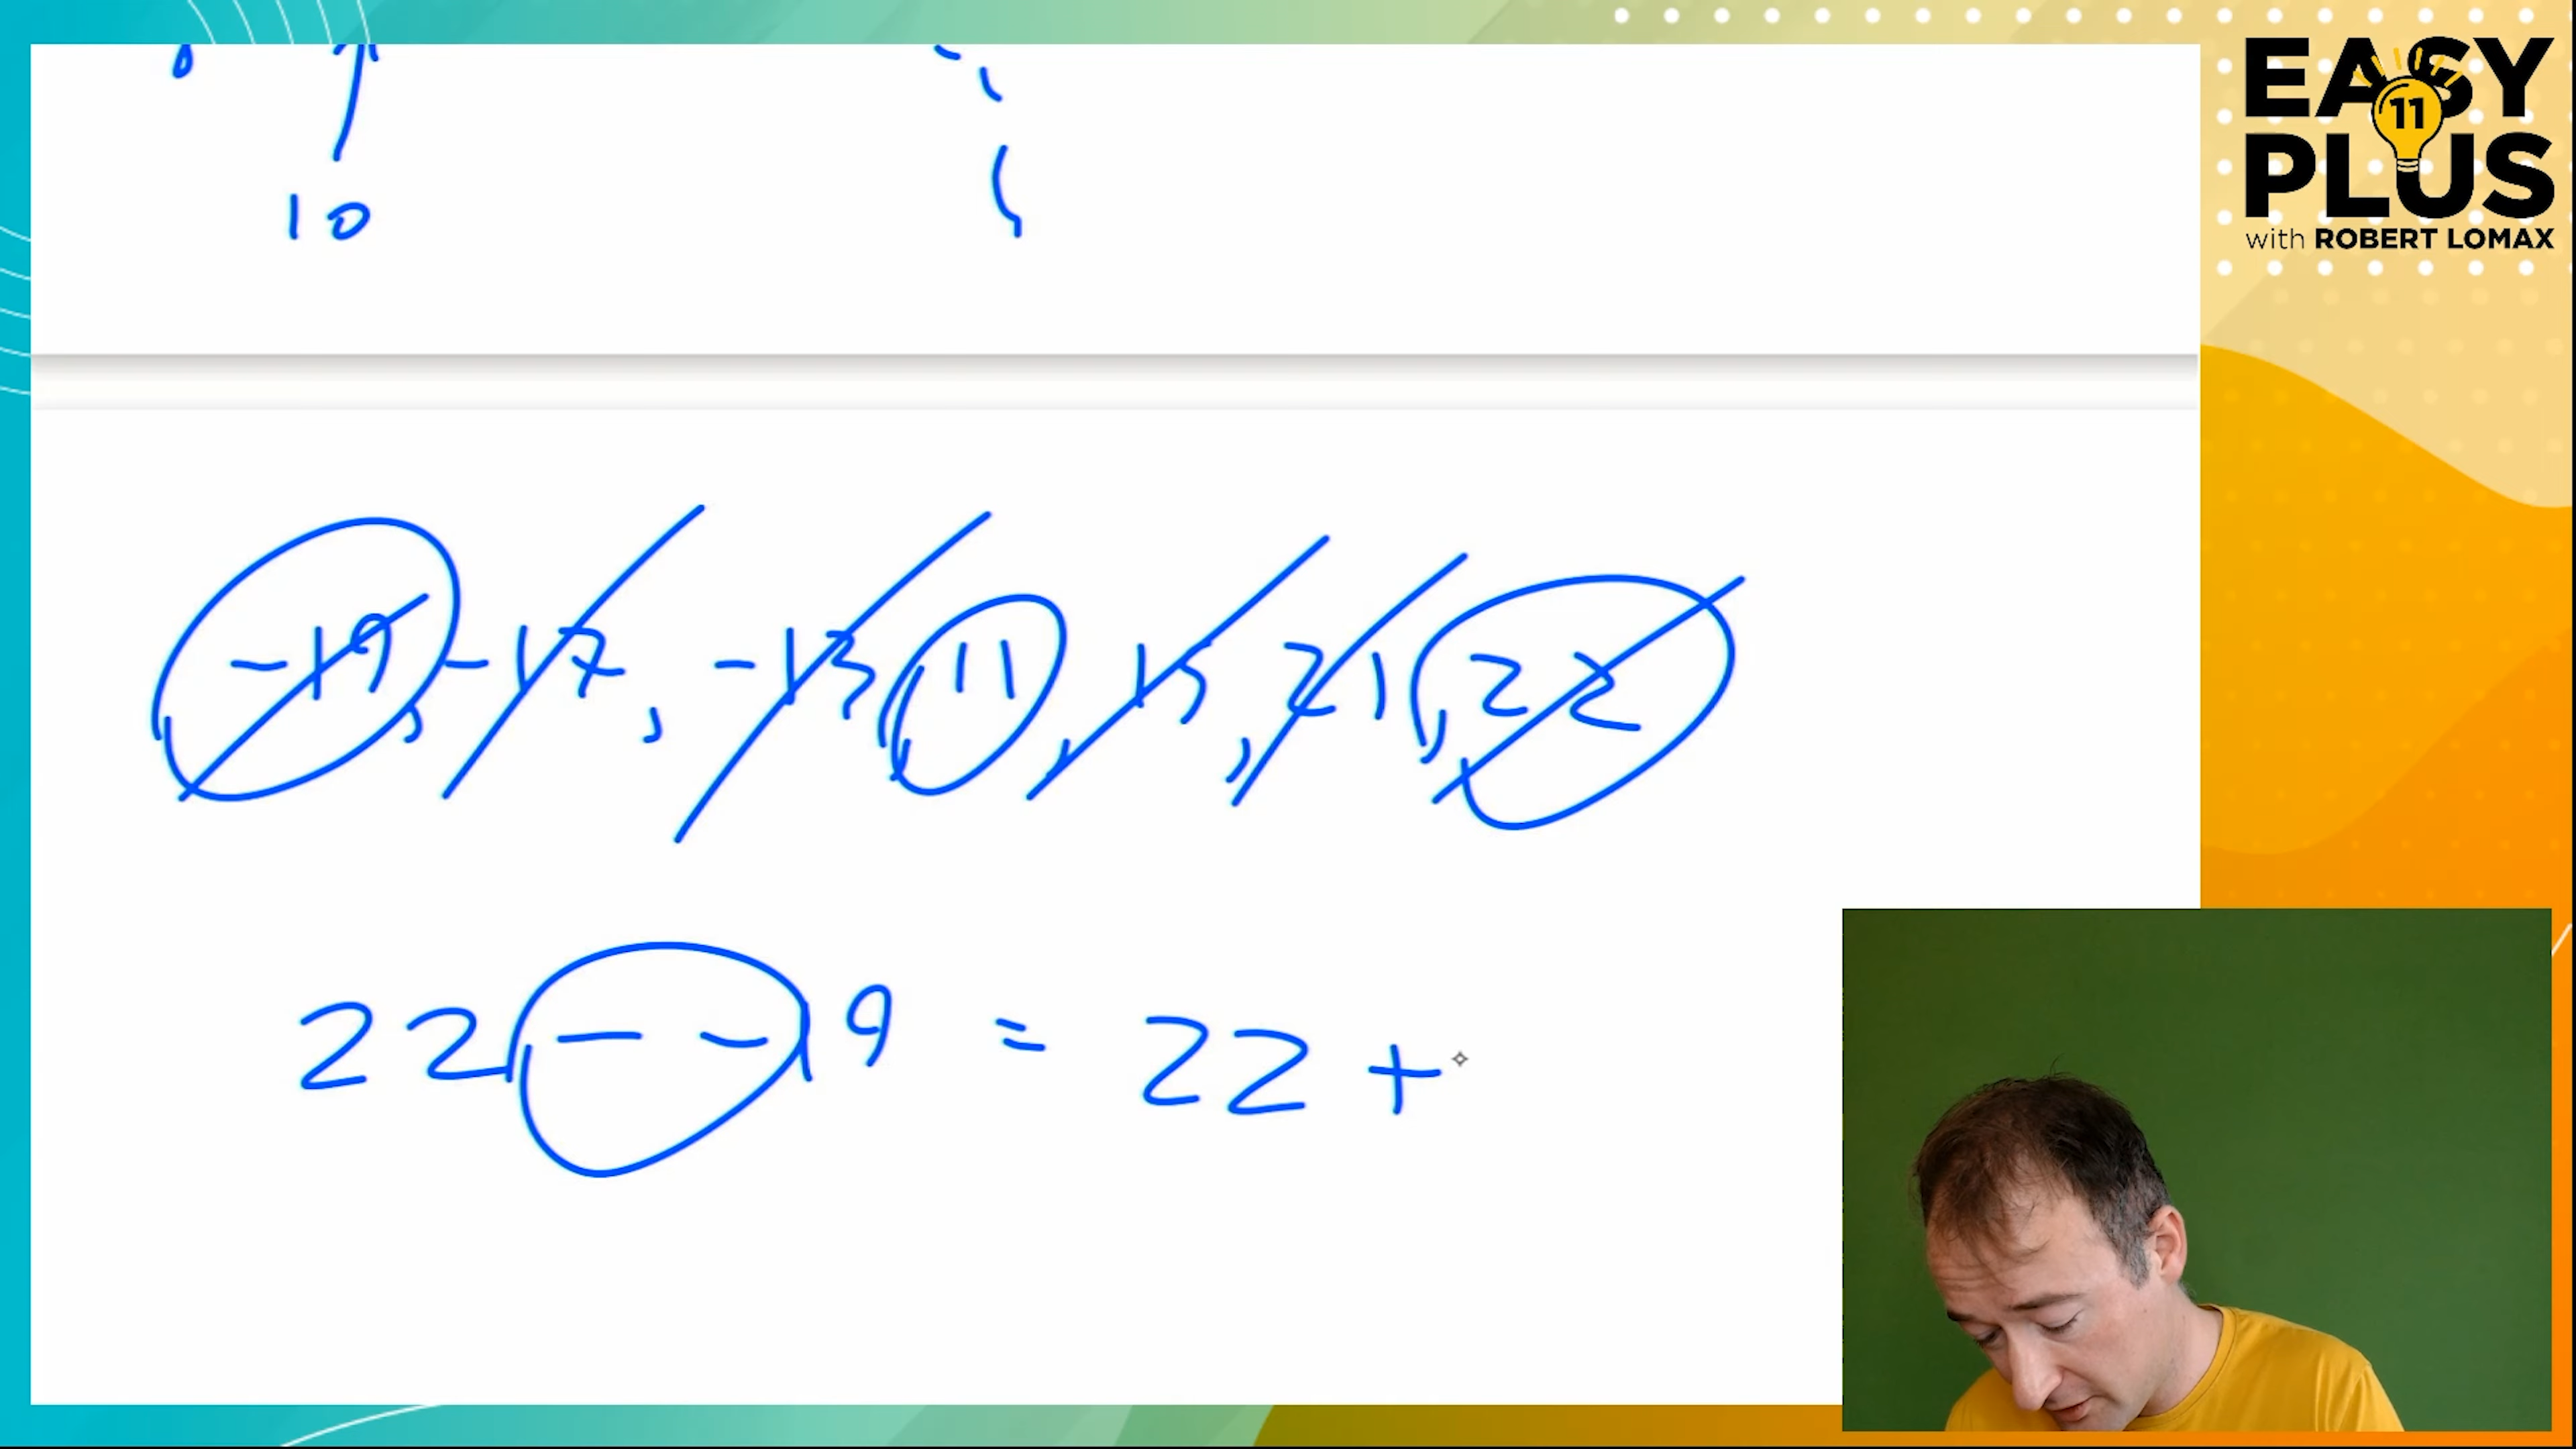 EASY
11
PLUS
with ROBERT LOMAX
10
-19, -17, -13, 11, 15, 21, 22
22 - -19 = 22 +